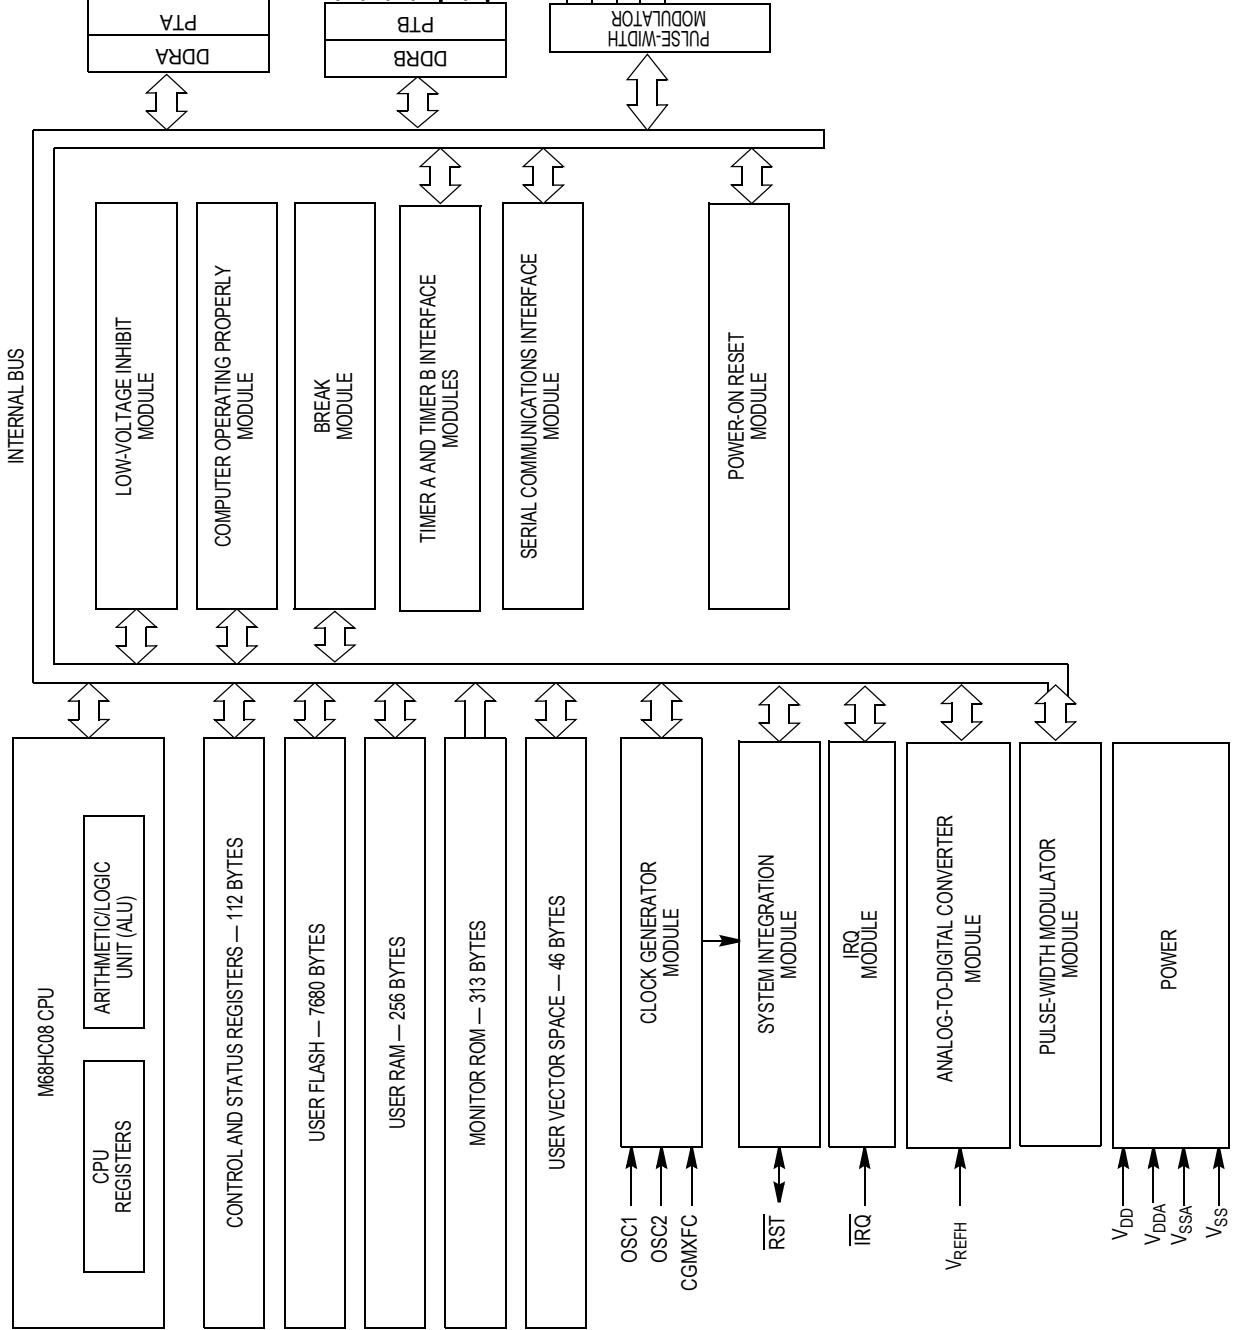 INTERNAL BUS
M68HC08 CPU
CPU
REGISTERS
ARITHMETIC/LOGIC
UNIT (ALU)
CONTROL AND STATUS REGISTERS — 112 BYTES
USER FLASH — 7680 BYTES
USER RAM — 256 BYTES
MONITOR ROM — 313 BYTES
USER VECTOR SPACE — 46 BYTES
OSC1
OSC2
CGMXFC
CLOCK GENERATOR
MODULE
RST
SYSTEM INTEGRATION
MODULE
IRQ
IRQ
MODULE
VREFH
ANALOG-TO-DIGITAL CONVERTER
MODULE
PULSE-WIDTH MODULATOR
MODULE
VDD
VDDA
VSSA
VSS
POWER
LOW-VOLTAGE INHIBIT
MODULE
COMPUTER OPERATING PROPERLY
MODULE
BREAK
MODULE
TIMER A AND TIMER B INTERFACE
MODULES
SERIAL COMMUNICATIONS INTERFACE
MODULE
POWER-ON RESET
MODULE
DDRA
PTA
DDRB
PTB
PULSE-WIDTH
MODULATOR